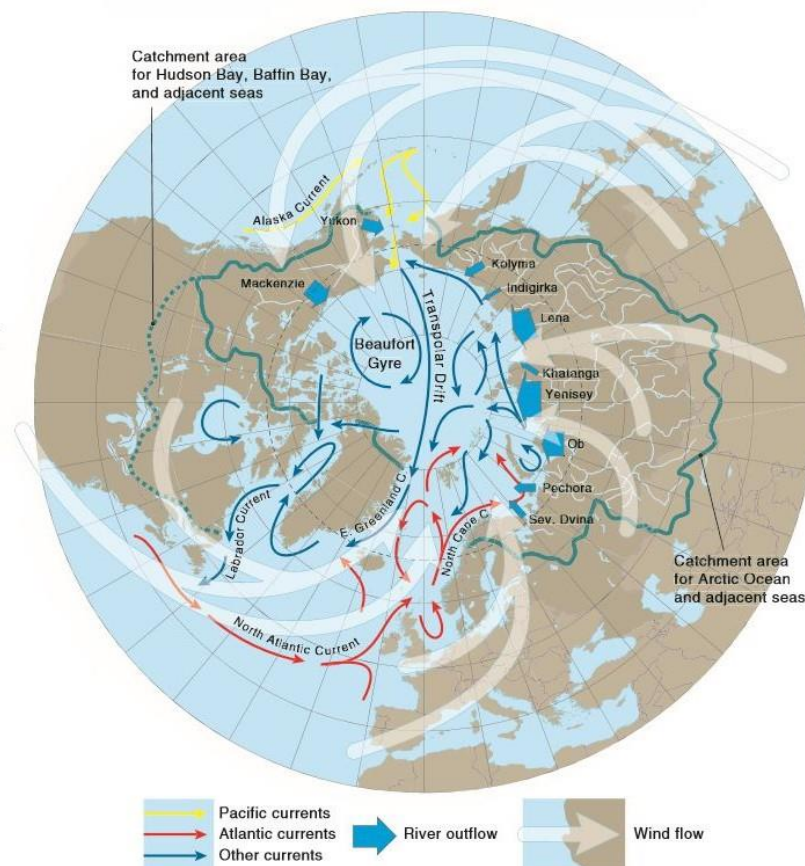 Catchment area
for Hudson Bay, Baffin Bay,
and adjacent seas
Alaska Current
Yukon
Mackenzie
Kolyma
Indigirka
Lena
Transpolar Drift
Beaufort
Gyre
Khatanga
Yenisey
Ob
Pechora
Sev. Dvina
E. Greenland C.
North Cape C.
Labrador Current
North Atlantic Current
Catchment area
for Arctic Ocean
and adjacent seas
Pacific currents
Atlantic currents
Other currents
River outflow
Wind flow